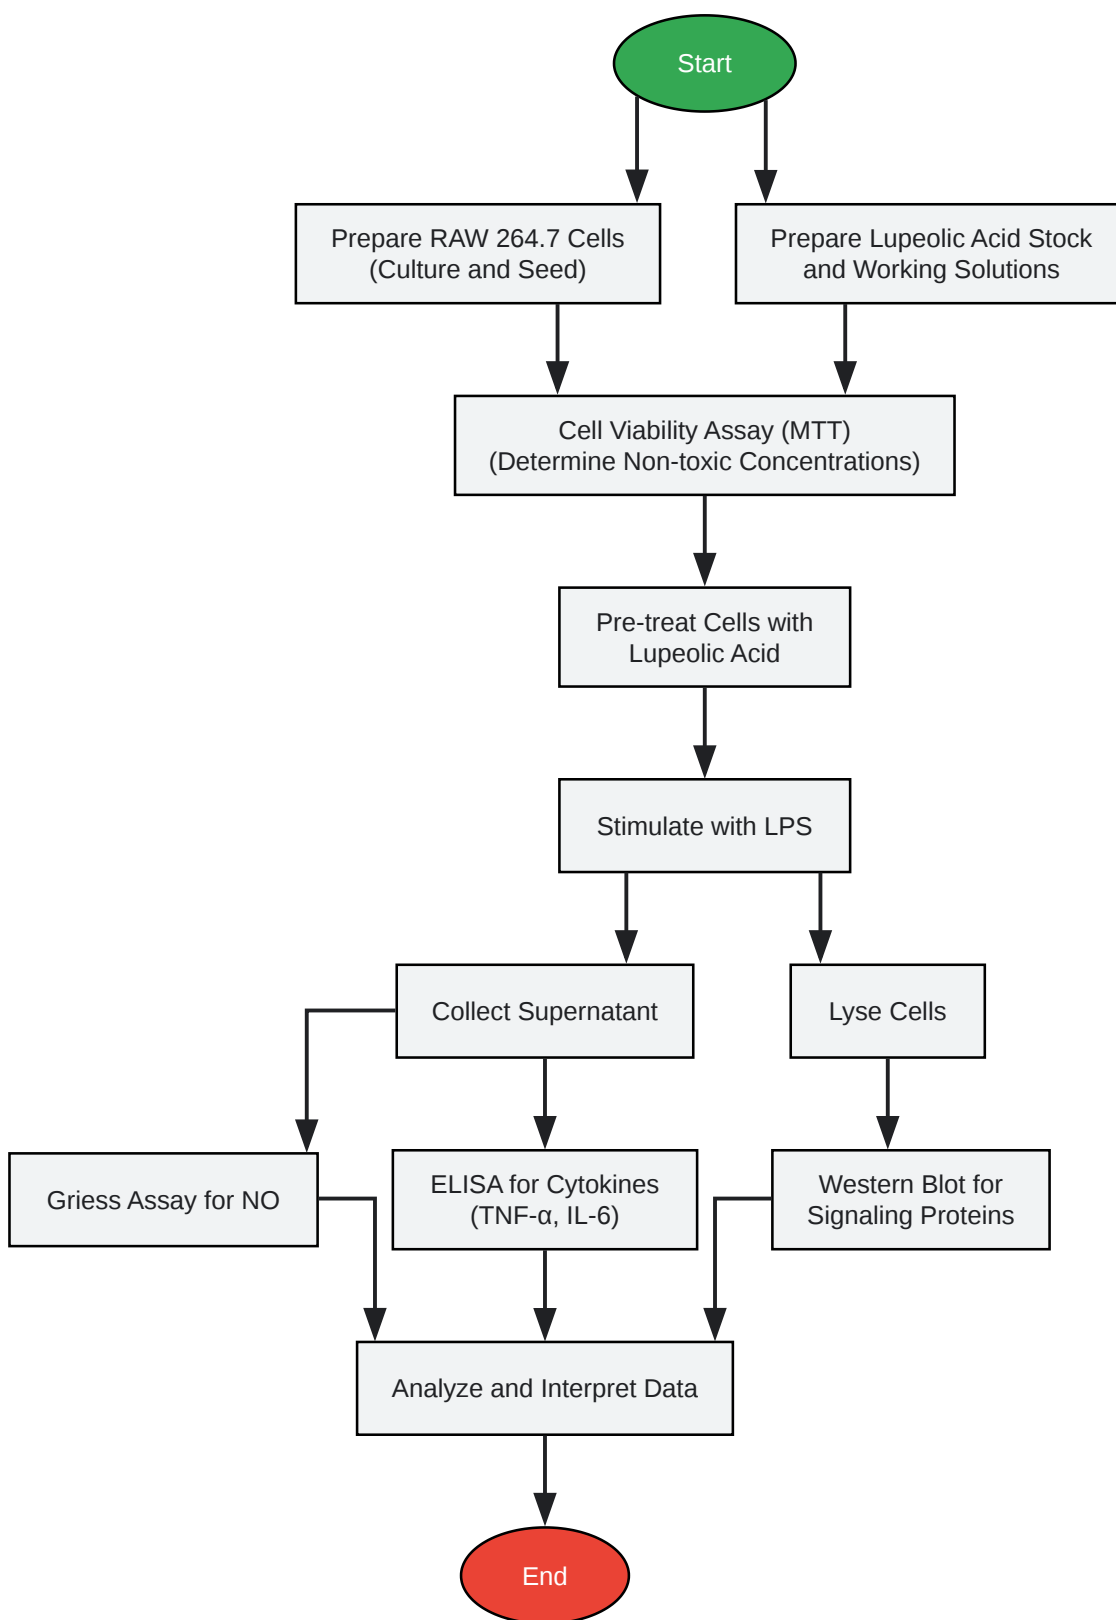 Start
Prepare RAW 264.7 Cells
(Culture and Seed)
Prepare Lupeolic Acid Stock
and Working Solutions
Cell Viability Assay (MTT)
(Determine Non-toxic Concentrations)
Pre-treat Cells with
Lupeolic Acid
Stimulate with LPS
Collect Supernatant
Lyse Cells
Griess Assay for NO
ELISA for Cytokines
(TNF-α, IL-6)
Western Blot for
Signaling Proteins
Analyze and Interpret Data
End